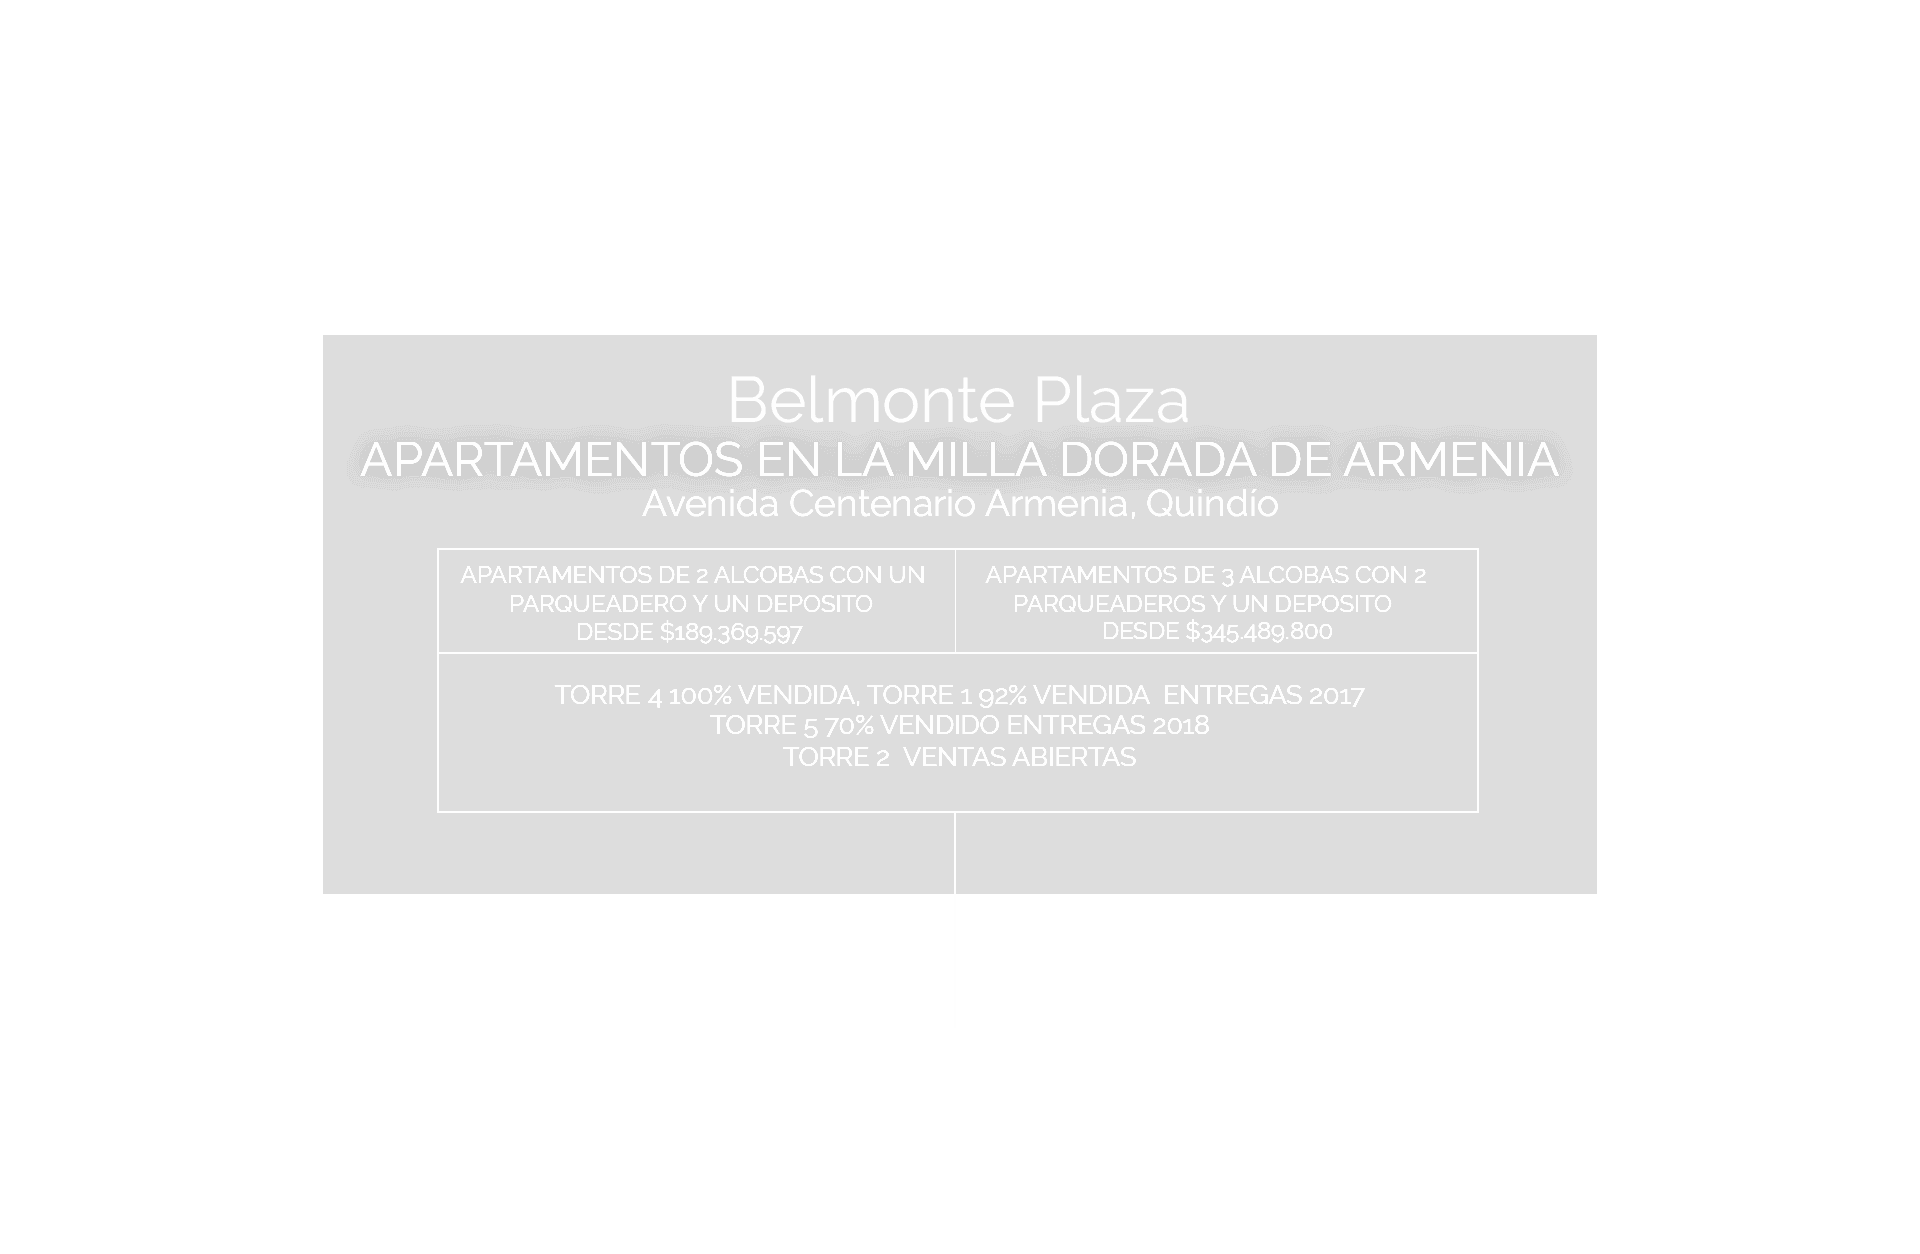 Belmonte Plaza
APARTAMENTOS EN LA MILLA DORADA DE ARMENIA
Avenida Centenario Armenia, Quindío
APARTAMENTOS DE 2 ALCOBAS CON UN
PARQUEADERO Y UN DEPOSITO
DESDE $189.369.597
APARTAMENTOS DE 3 ALCOBAS CON 2
PARQUEADEROS Y UN DEPOSITO
DESDE $345.489.800
TORRE 4 100% VENDIDA, TORRE 1 92% VENDIDA  ENTREGAS 2017
TORRE 5 70% VENDIDO ENTREGAS 2018
TORRE 2  VENTAS ABIERTAS